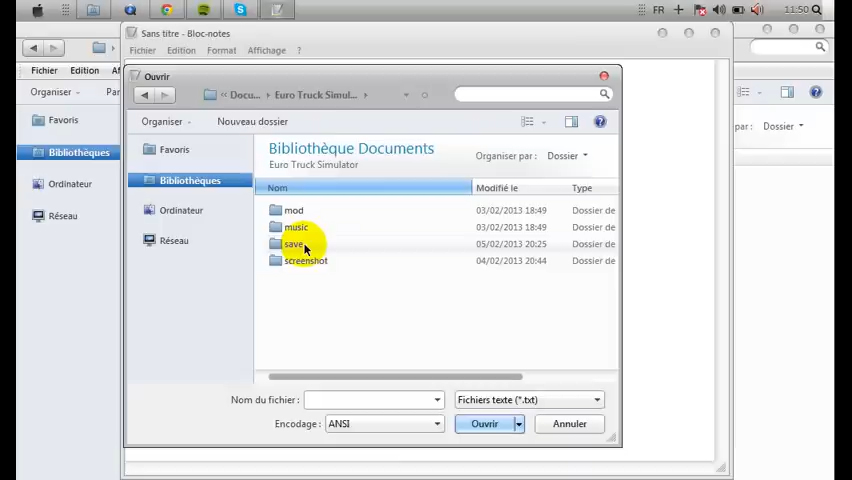 FR 11:50
Sans titre - Bloc-notes
Fichier Edition Format Affichage ?
Fichier Edition
Organiser
Favoris
Bibliothèques
Ordinateur
Réseau
Ouvrir
« Docu... Euro Truck Simul...
Organiser Nouveau dossier
Favoris
Bibliothèques
Ordinateur
Réseau
Bibliothèque Documents
Euro Truck Simulator
Organiser par : Dossier
Nom Modifié le Type
mod 03/02/2013 18:49 Dossier de
music 03/02/2013 18:49 Dossier de
save 05/02/2013 20:25 Dossier de
screenshot 04/02/2013 20:44 Dossier de
Nom du fichier : Fichiers texte (*.txt)
Encodage : ANSI Ouvrir Annuler
par : Dossier